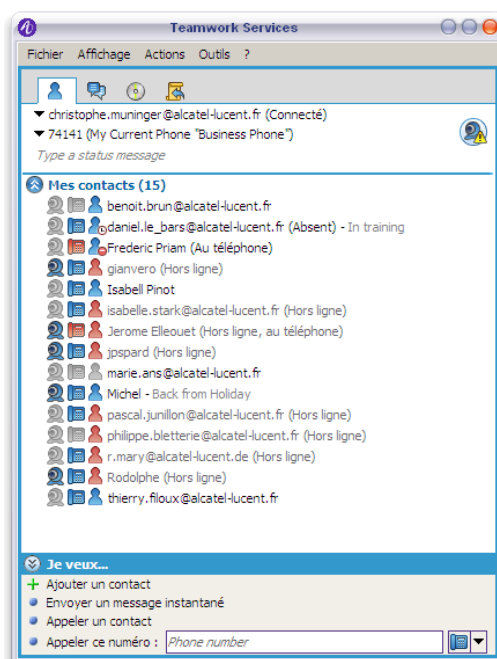 Teamwork Services
Fichier Affichage Actions Outils ?
christophe.muninger@alcatel-lucent.fr (Connecté)
74141 (My Current Phone "Business Phone")
Type a status message
Mes contacts (15)
benoit.brun@alcatel-lucent.fr
daniel.le_bars@alcatel-lucent.fr (Absent) - In training
Frederic Priam (Au téléphone)
gianvero (Hors ligne)
Isabell Pinot
isabelle.stark@alcatel-lucent.fr (Hors ligne)
Jerome Elleouet (Hors ligne, au téléphone)
jpspard (Hors ligne)
marie.ans@alcatel-lucent.fr
Michel - Back from Holiday
pascal.junillon@alcatel-lucent.fr (Hors ligne)
philippe.bletterie@alcatel-lucent.fr (Hors ligne)
r.mary@alcatel-lucent.de (Hors ligne)
Rodolphe (Hors ligne)
thierry.filoux@alcatel-lucent.fr
Je veux...
Ajouter un contact
Envoyer un message instantané
Appeler un contact
Appeler ce numéro : Phone number